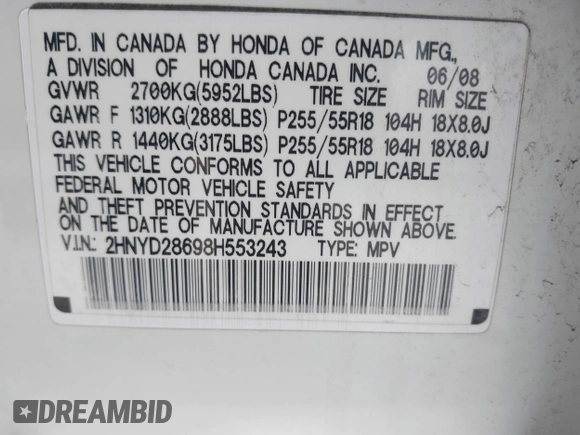 MFD. IN CANADA BY HONDA OF CANADA MFG.,
A DIVISION OF HONDA CANADA INC. 06/08
GVWR 2700KG(5952LBS) TIRE SIZE RIM SIZE
GAWR F 1310KG(2888LBS) P255/55R18 104H 18X8.0J
GAWR R 1440KG(3175LBS) P255/55R18 104H 18X8.0J
THIS VEHICLE CONFORMS TO ALL APPLICABLE
FEDERAL MOTOR VEHICLE SAFETY
AND THEFT PREVENTION STANDARDS IN EFFECT
ON THE DATE OF MANUFACTURE SHOWN ABOVE.
V.I.N.: 2HNYD28698H553243 TYPE: MPV
DREAMBID